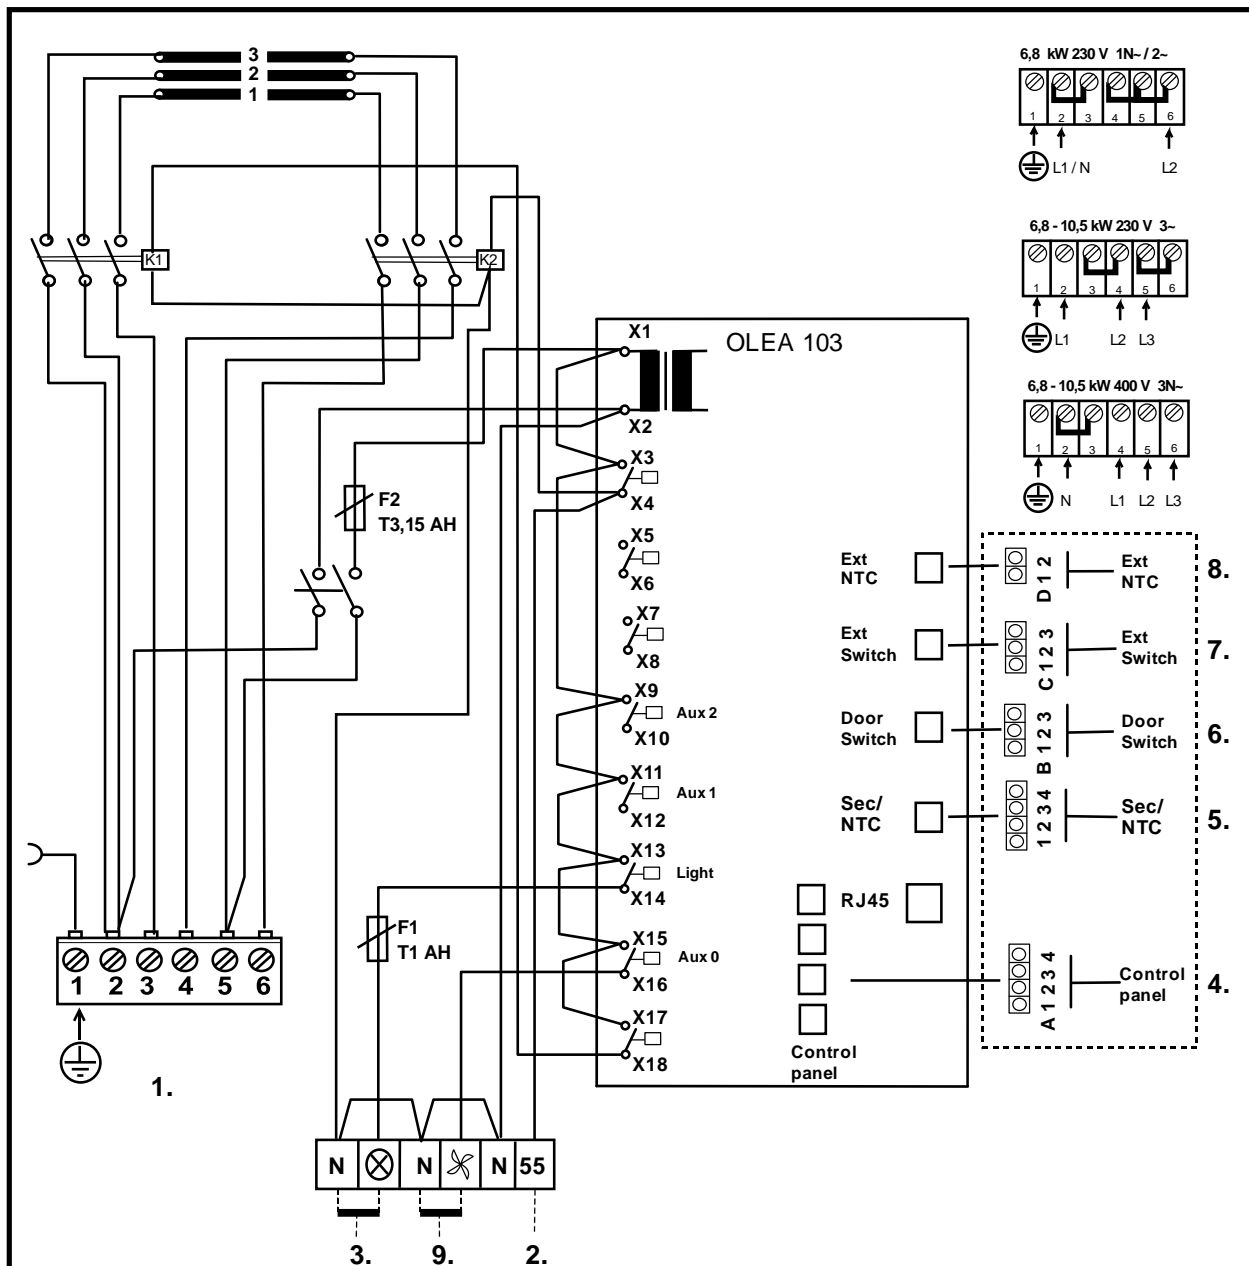 3
2
1
K1
K2
6,8 kW 230 V 1N~ / 2~
1 2 3 4 5 6
L1 / N L2
6,8 - 10,5 kW 230 V 3~
1 2 3 4 5 6
L1 L2 L3
6,8 - 10,5 kW 400 V 3N~
1 2 3 4 5 6
N L1 L2 L3
OLEA 103
X1
X2
X3
X4
X5
X6
X7
X8
X9
Aux 2
X10
X11
Aux 1
X12
X13
Light
X14
X15
Aux 0
X16
X17
X18
F2
T3,15 AH
F1
T1 AH
Ext
NTC
D 1 2
Ext
NTC
8.
Ext
Switch
C 1 2 3
Ext
Switch
7.
Door
Switch
B 1 2 3
Door
Switch
6.
Sec/
NTC
1 2 3 4
Sec/
NTC
5.
RJ45
Control
panel
A 1 2 3 4
Control
panel
4.
1 2 3 4 5 6
1.
N N N 55
3. 9. 2.